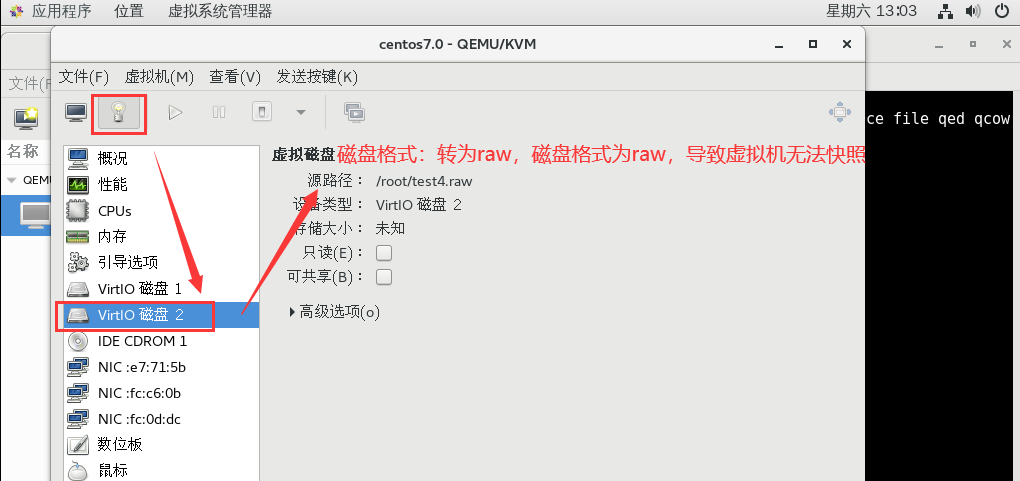 应用程序 位置 虚拟系统管理器 星期六 13:03
centos7.0 - QEMU/KVM
文件(F) 虚拟机(M) 查看(V) 发送按键(K)
文件(F
名称
QEMU
ce file qed qcow
概况
性能
CPUs
内存
引导选项
VirtIO 磁盘 1
VirtIO 磁盘 2
IDE CDROM 1
NIC :e7:71:5b
NIC :fc:c6:0b
NIC :fc:0d:dc
数位板
鼠标
虚拟磁盘磁盘格式：转为raw，磁盘格式为raw，导致虚拟机无法快照
源路径： /root/test4.raw
设备类型： VirtIO 磁盘 2
存储大小： 未知
只读(E)：
可共享(B)：
高级选项(o)